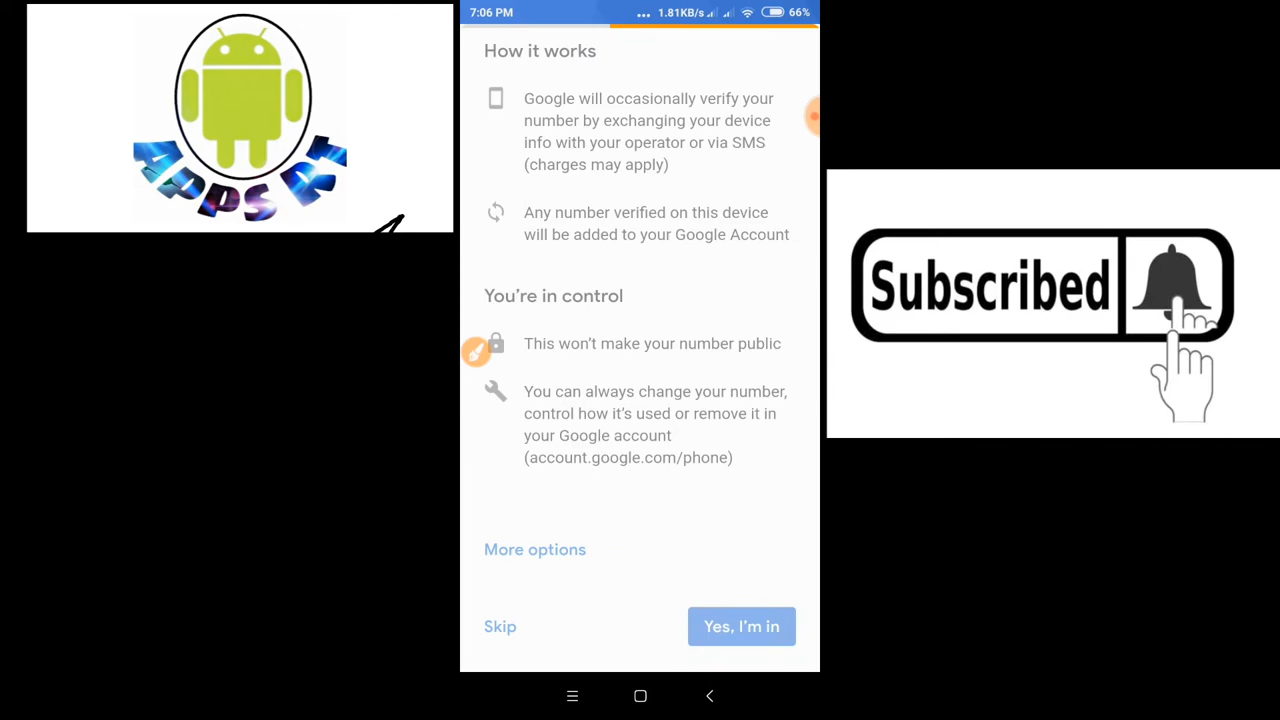 APPS RT
7:06 PM
... 1.81KB/s
66%
How it works
Google will occasionally verify your
number by exchanging your device
info with your operator or via SMS
(charges may apply)
Any number verified on this device
will be added to your Google Account
You're in control
This won't make your number public
You can always change your number,
control how it's used or remove it in
your Google account
(account.google.com/phone)
More options
Skip
Yes, I'm in
Subscribed